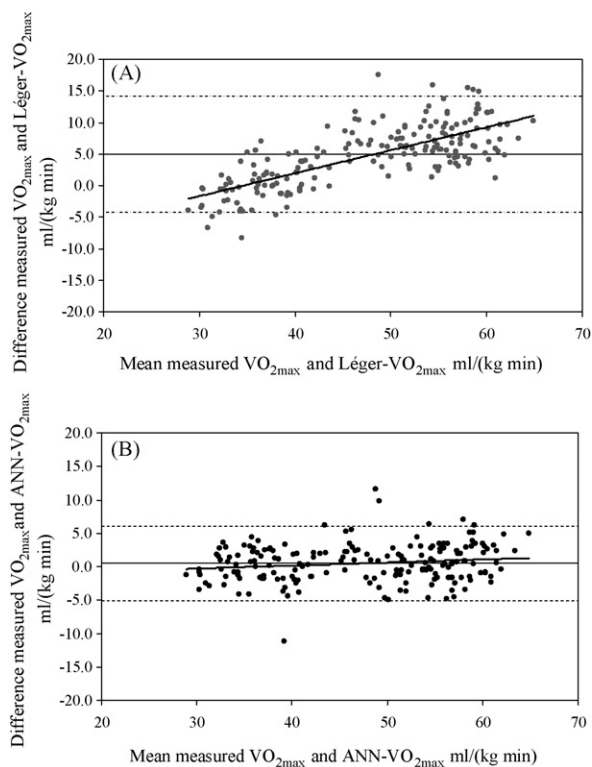 (A)
20.0
15.0
10.0
5.0
0.0
-5.0
-10.0
-15.0
-20.0
20 30 40 50 60 70
Difference measured VO2max and Léger-VO2max
ml/(kg min)
Mean measured VO2max and Léger-VO2max ml/(kg min)
(B)
20.0
15.0
10.0
5.0
0.0
-5.0
-10.0
-15.0
-20.0
20 30 40 50 60 70
Difference measured VO2max and ANN-VO2max
ml/(kg min)
Mean measured VO2max and ANN-VO2max ml/(kg min)